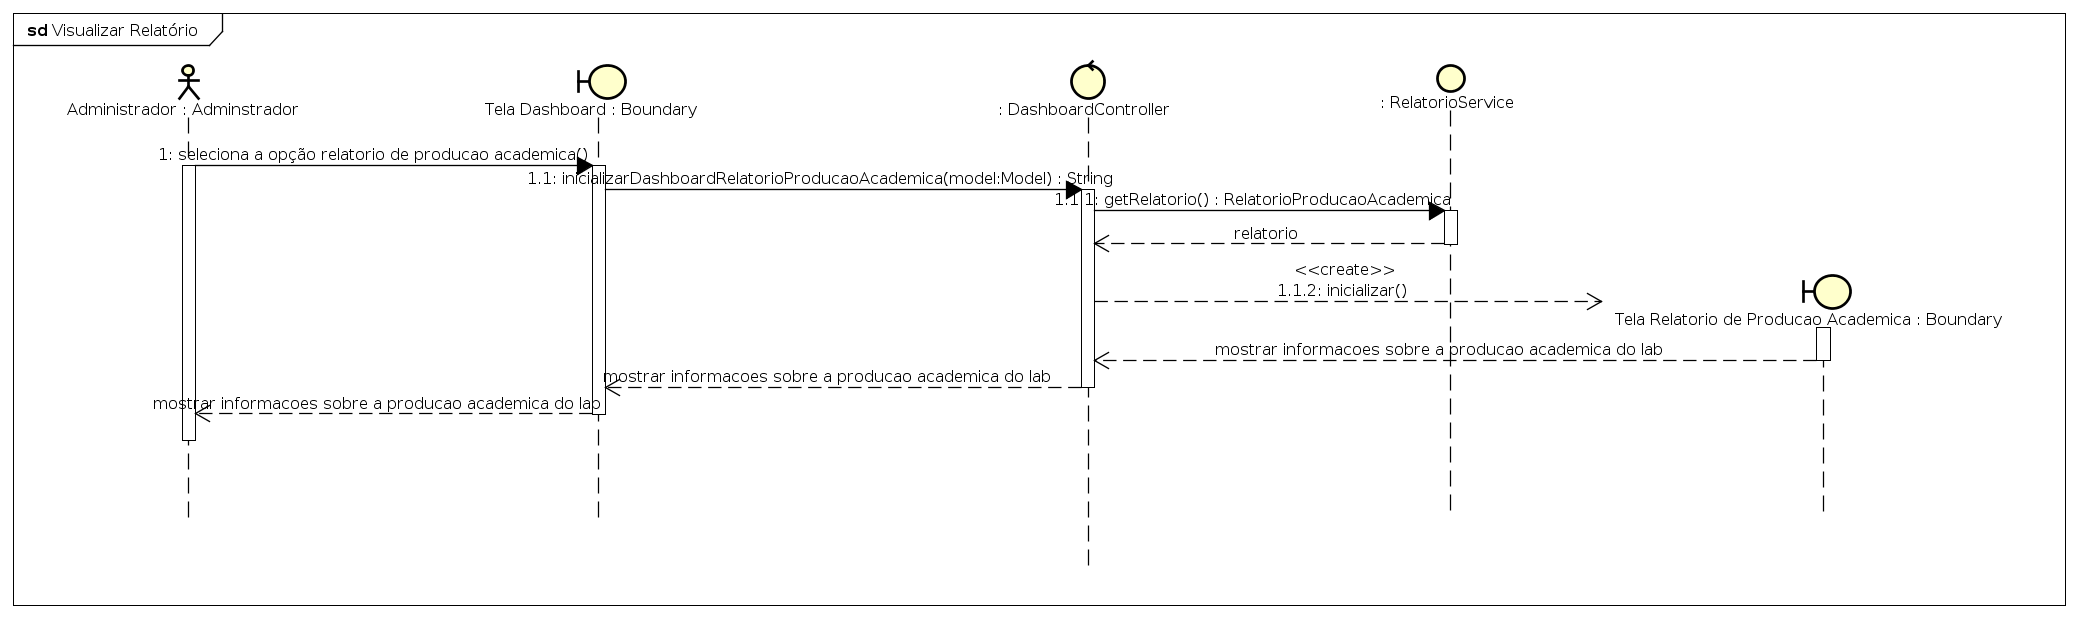 sd Visualizar Relatório
Administrador : Adminstrador
Tela Dashboard : Boundary
: DashboardController
: RelatorioService
1: seleciona a opção relatorio de producao academica()
1.1: inicializarDashboardRelatorioProducaoAcademica(model:Model) : String
1.1.1: getRelatorio() : RelatorioProducaoAcademica
relatorio
<<create>>
1.1.2: inicializar()
Tela Relatorio de Producao Academica : Boundary
mostrar informacoes sobre a producao academica do lab
mostrar informacoes sobre a producao academica do lab
mostrar informacoes sobre a producao academica do lab